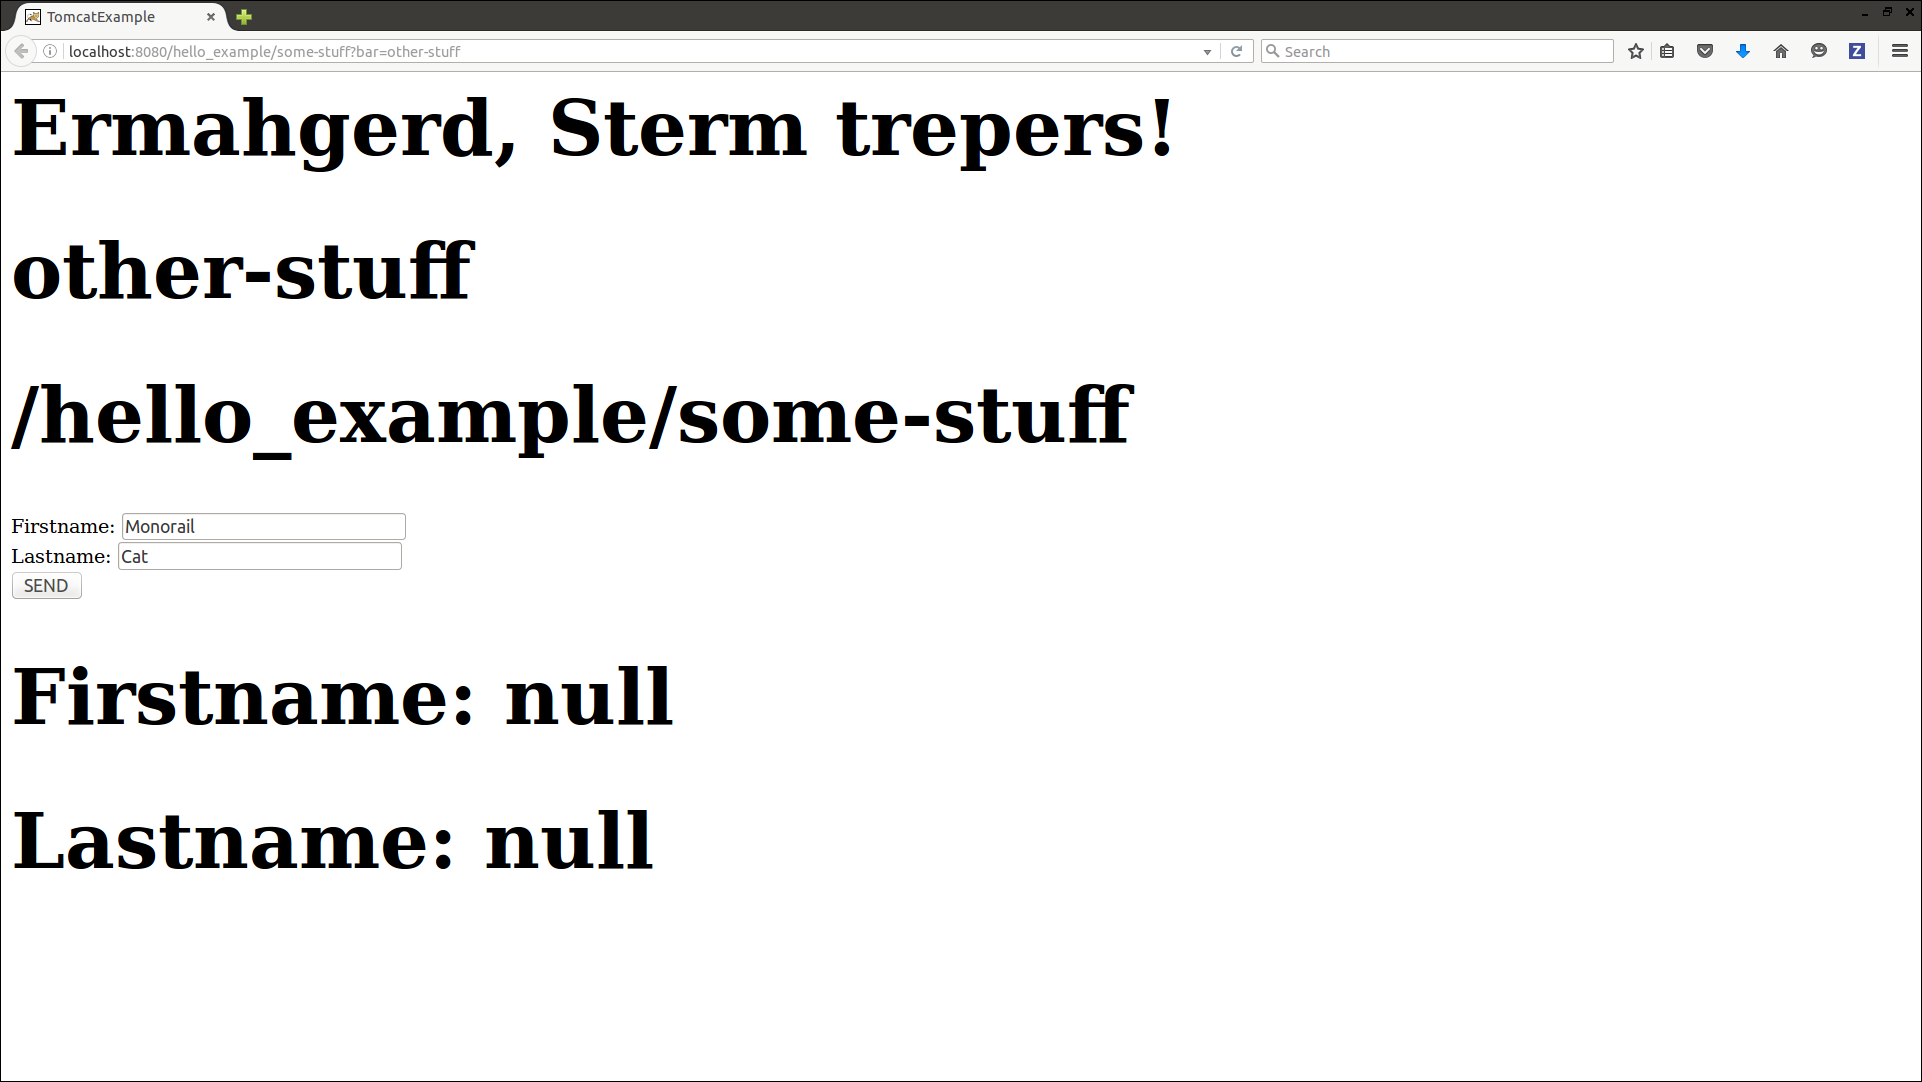 TomcatExample
localhost:8080/hello_example/some-stuff?bar=other-stuff
Search
Z
Ermahgerd, Sterm trepers!
other-stuff
/hello_example/some-stuff
Firstname: Monorail
Lastname: Cat
SEND
Firstname: null
Lastname: null